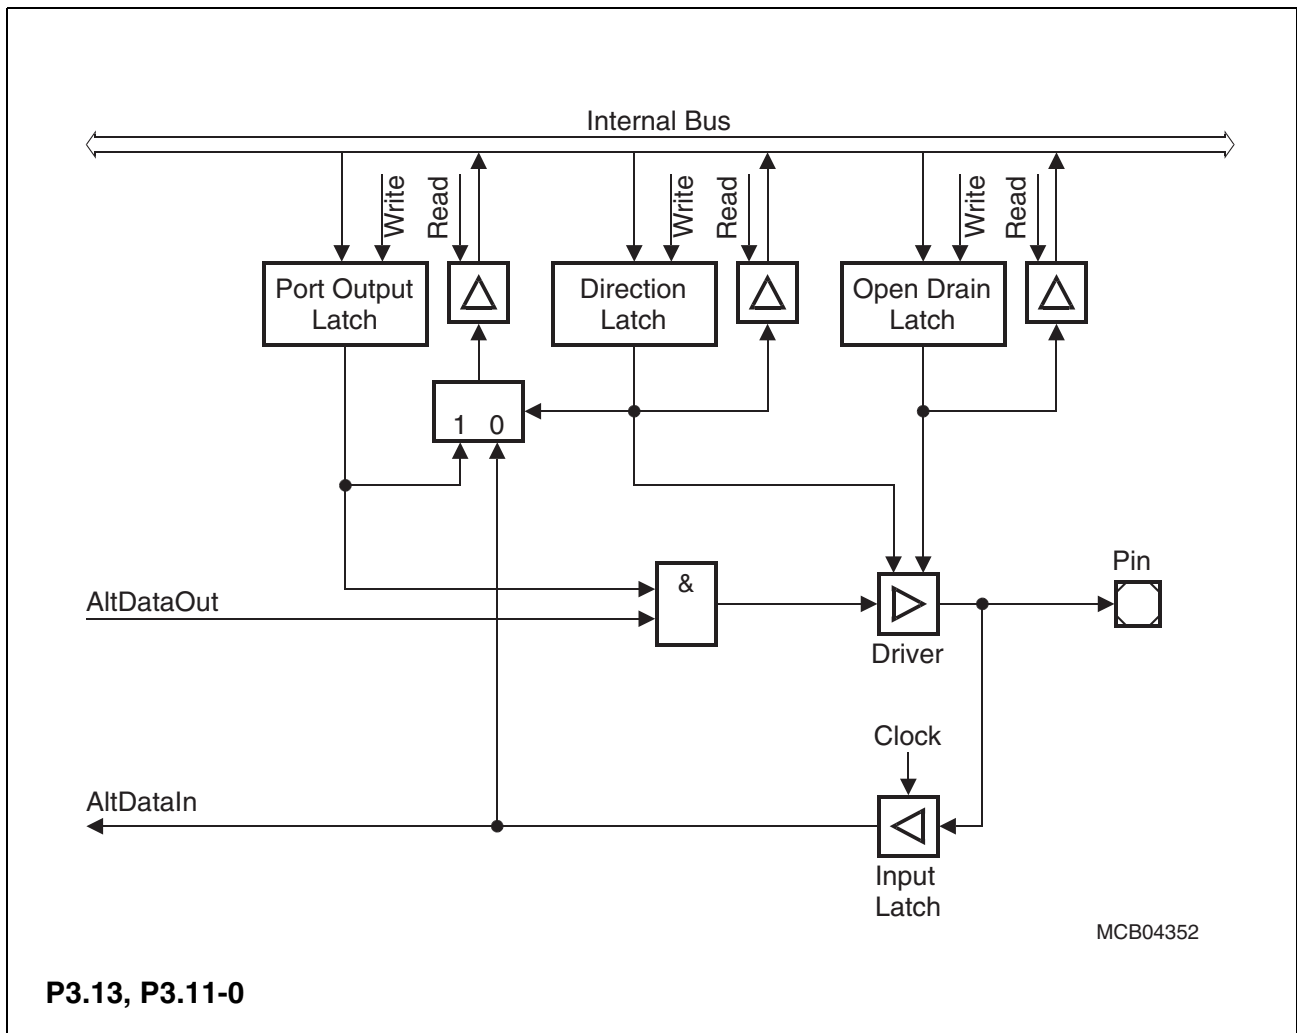 Internal Bus
Write
Read
Write
Read
Write
Read
Port Output
Latch
Direction
Latch
Open Drain
Latch
1 0
&
Pin
AltDataOut
Driver
Clock
AltDataIn
Input
Latch
MCB04352
P3.13, P3.11-0